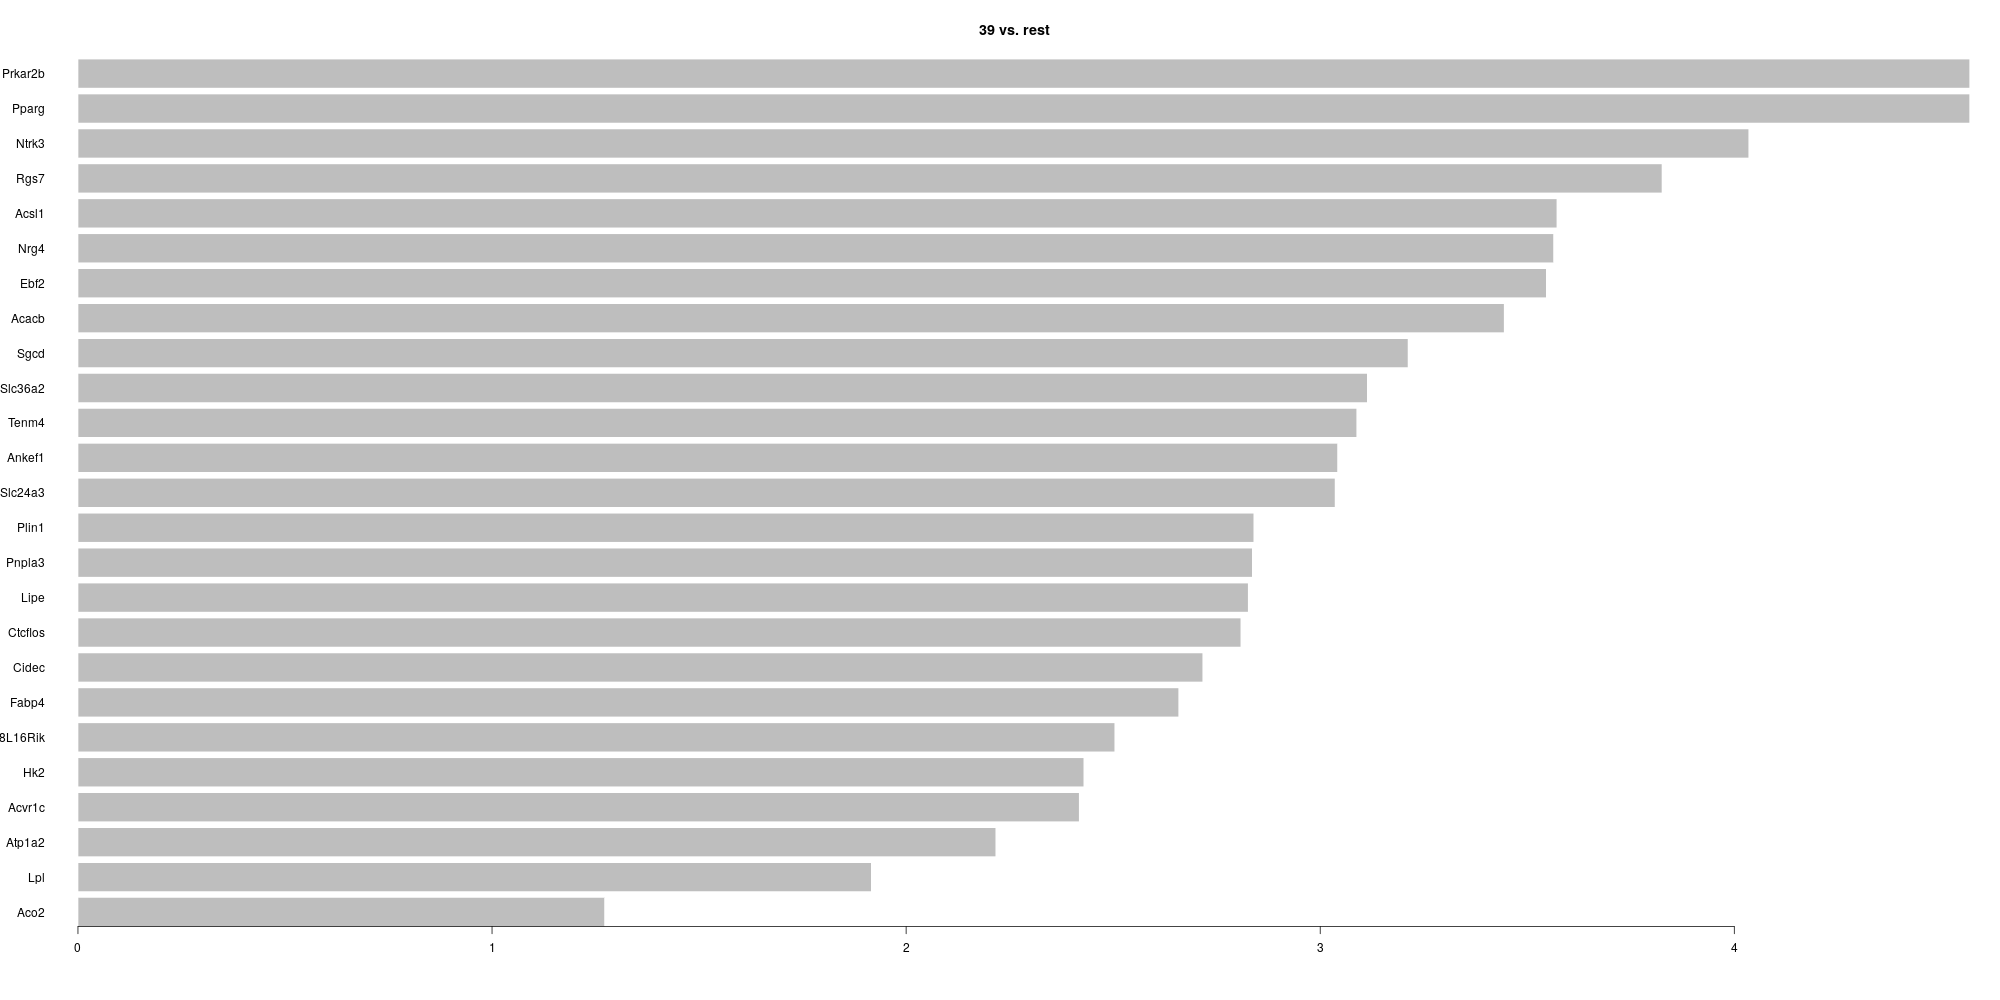 39 vs. rest
Prkar2b
Pparg
Ntrk3
Rgs7
Acsl1
Nrg4
Ebf2
Acacb
Sgcd
Slc36a2
Tenm4
Ankef1
Slc24a3
Plin1
Pnpla3
Lipe
Ctcflos
Cidec
Fabp4
8L16Rik
Hk2
Acvr1c
Atp1a2
Lpl
Aco2
0 1 2 3 4